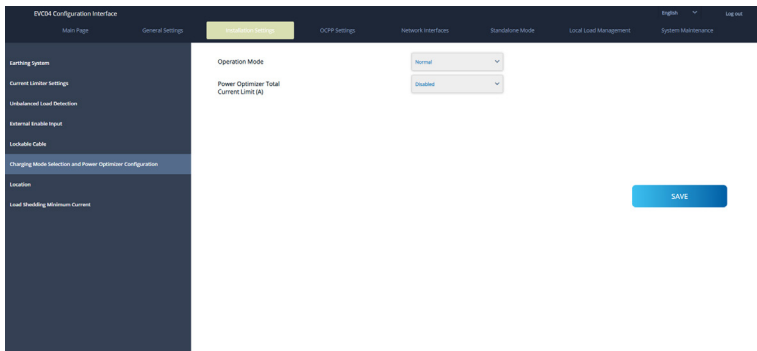 EVC04 Configuration Interface
English
Log out
Main Page
General Settings
Installation Settings
OCPP Settings
Network Interfaces
Standalone Mode
Local Load Management
System Maintenance
Earthing System
Current Limiter Settings
Unbalanced Load Detection
External Enable Input
Lockable Cable
Charging Mode Selection and Power Optimizer Configuration
Location
Load Shedding Minimum Current
Operation Mode
Normal
Power Optimizer Total
Current Limit (A)
Disabled
SAVE